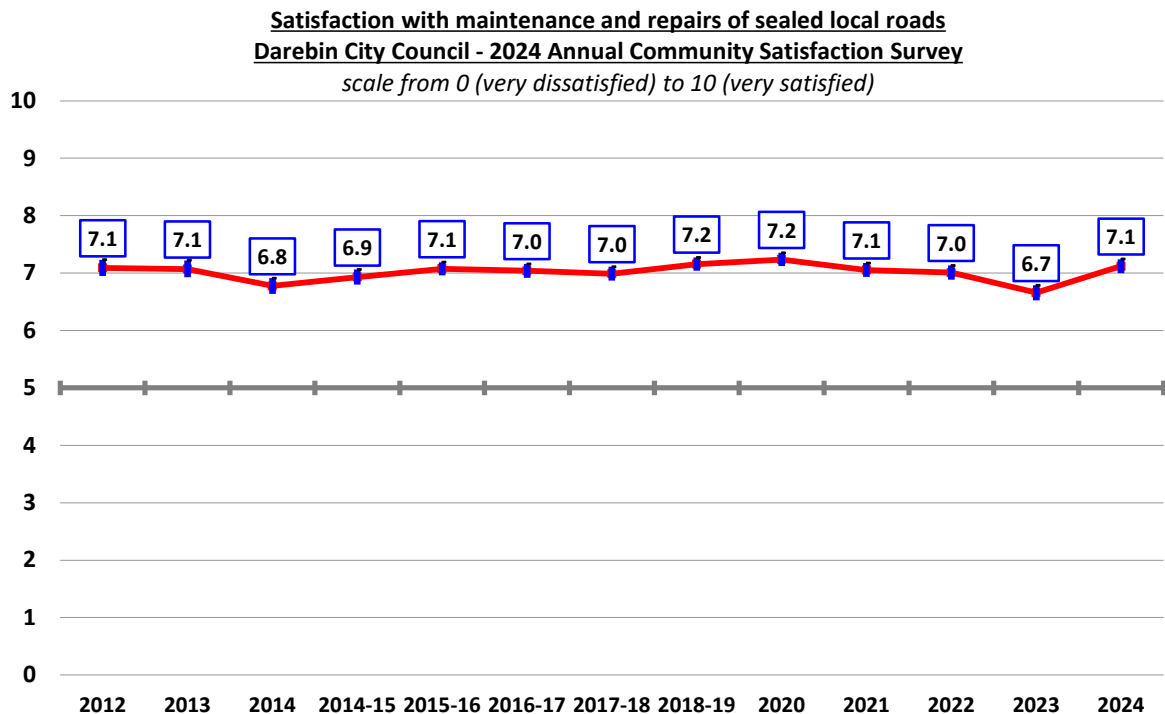 Satisfaction with maintenance and repairs of sealed local roads
Darebin City Council - 2024 Annual Community Satisfaction Survey
scale from 0 (very dissatisfied) to 10 (very satisfied)
10
9
8
7
6
5
4
3
2
1
0
7.1 7.1 6.8 6.9 7.1 7.0 7.0 7.2 7.2 7.1 7.0 6.7 7.1
2012 2013 2014 2014-15 2015-16 2016-17 2017-18 2018-19 2020 2021 2022 2023 2024